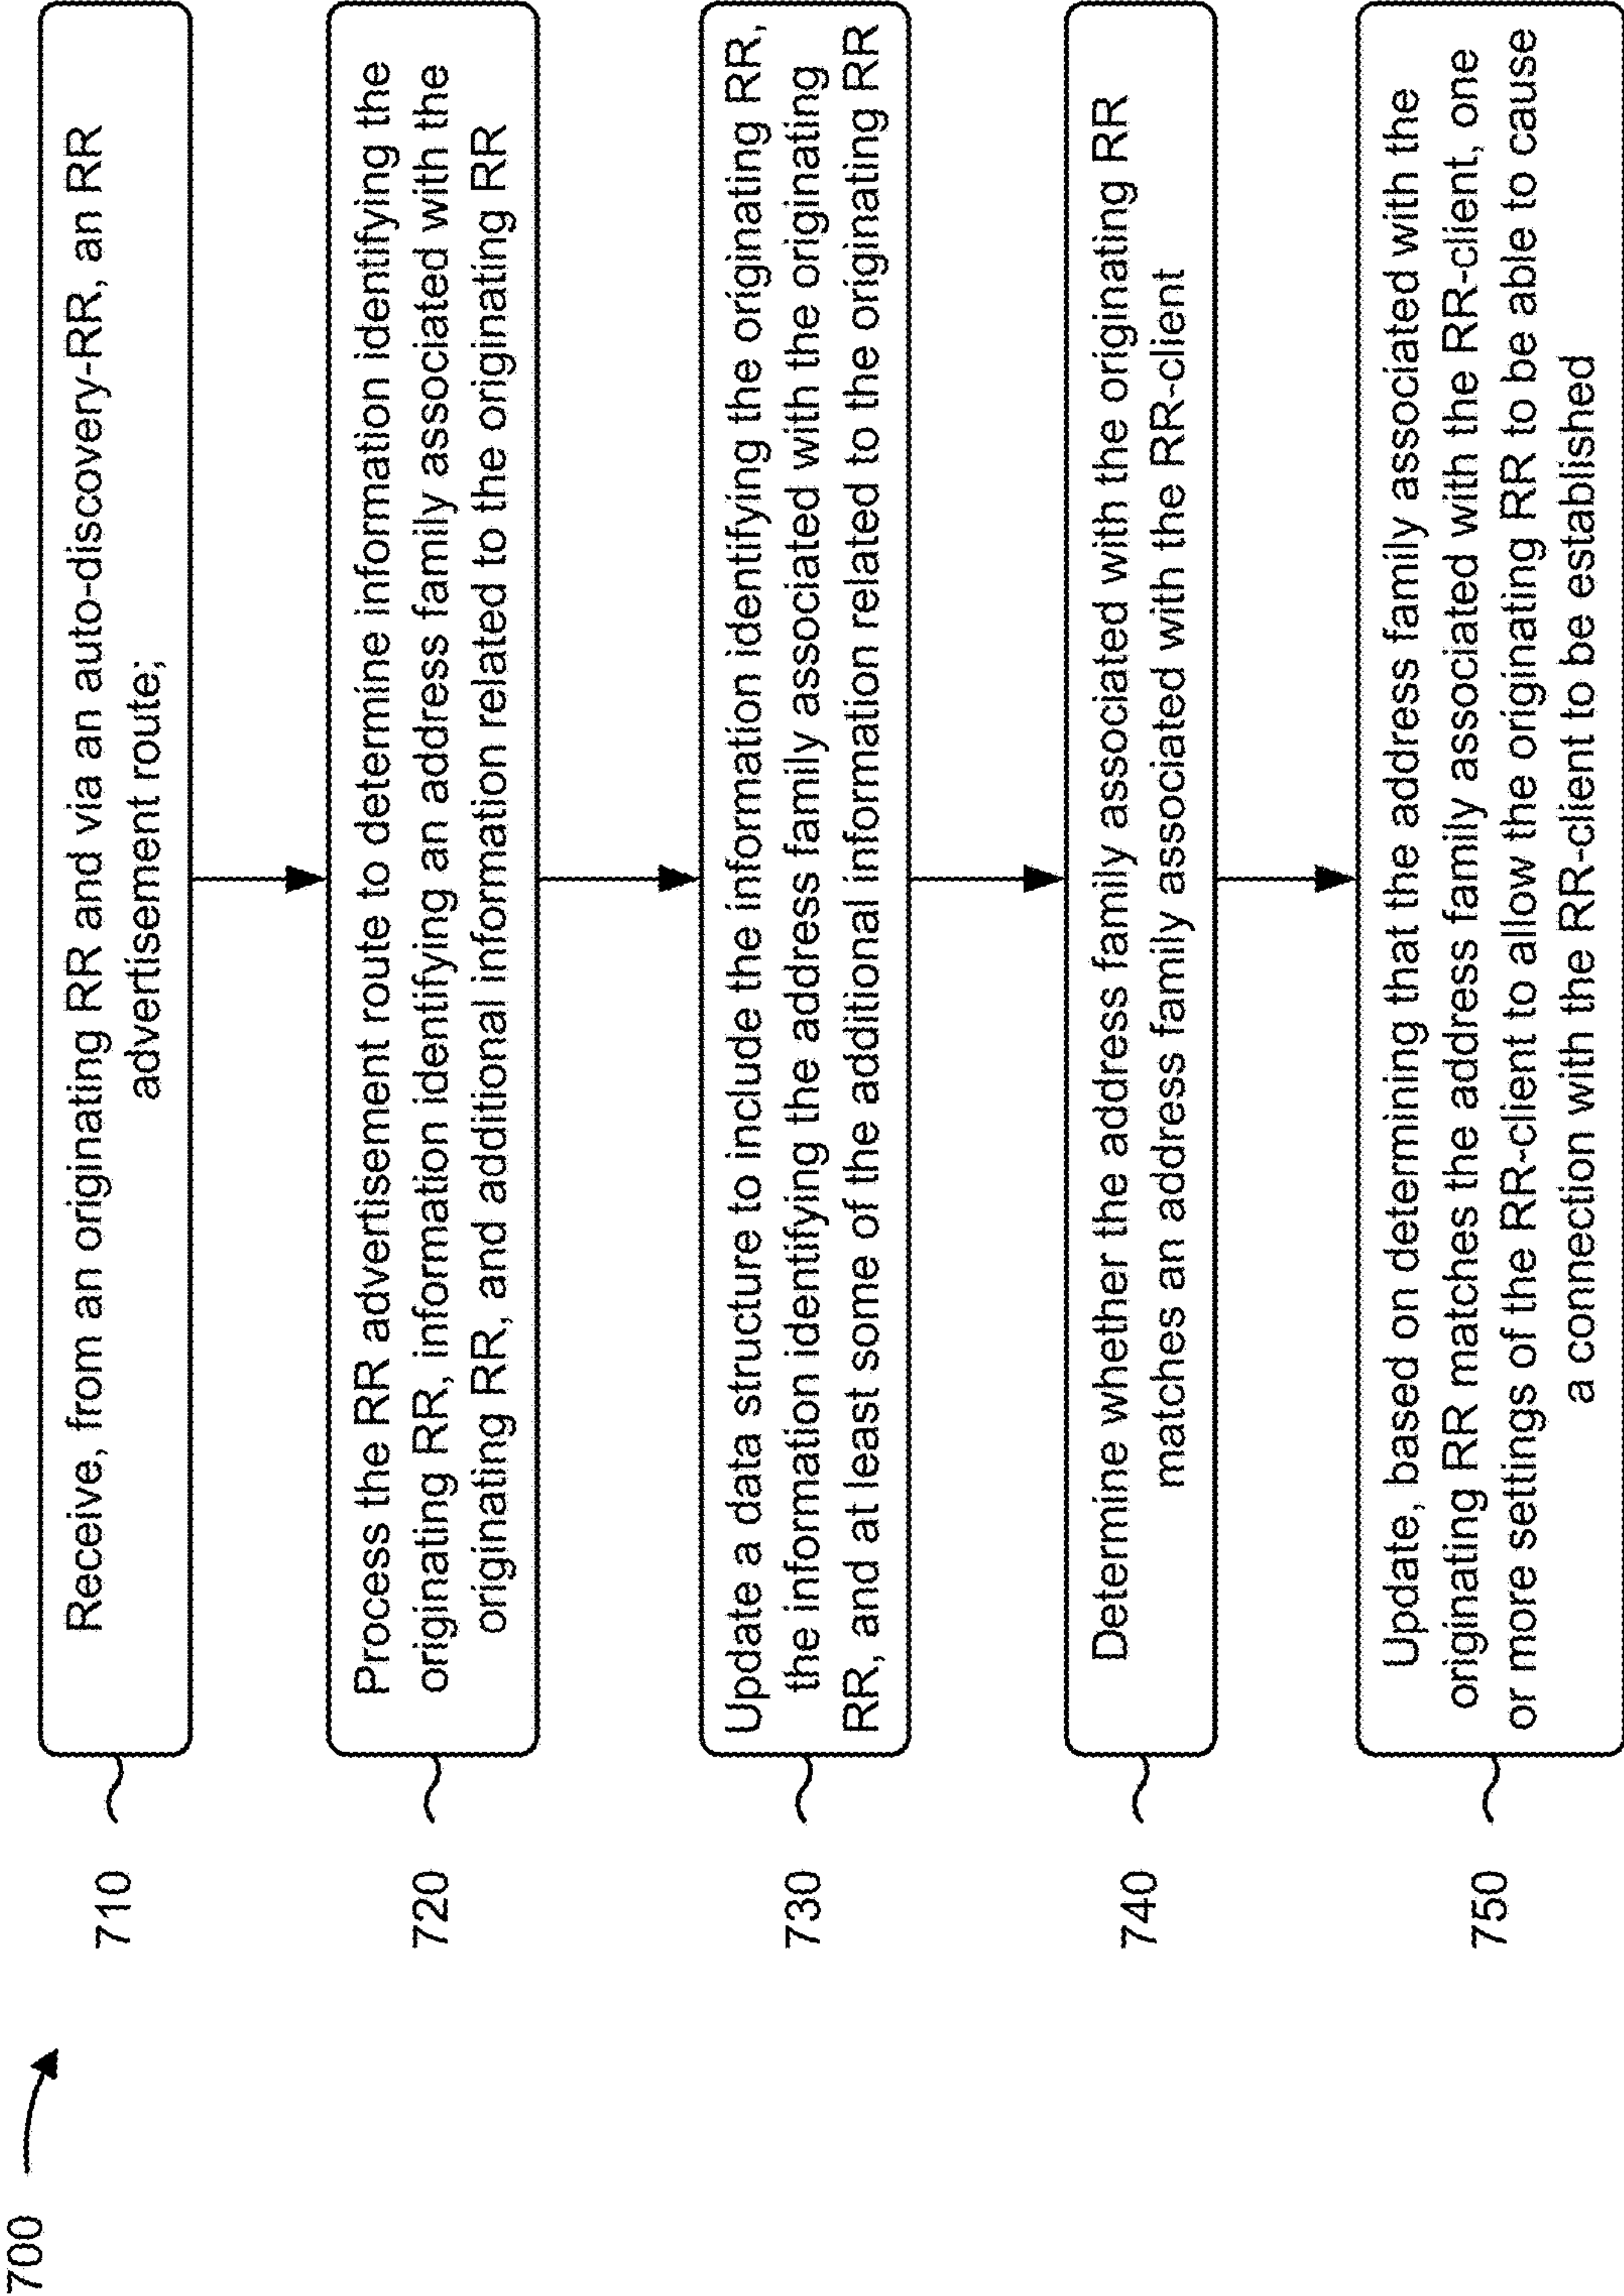 700
710
Receive, from an originating RR and via an auto-discovery-RR, an RR
advertisement route;
720
Process the RR advertisement route to determine information identifying the
originating RR, information identifying an address family associated with the
originating RR, and additional information related to the originating RR
730
Update a data structure to include the information identifying the originating RR,
the information identifying the address family associated with the originating
RR, and at least some of the additional information related to the originating RR
740
Determine whether the address family associated with the originating RR
matches an address family associated with the RR-client
750
Update, based on determining that the address family associated with the
originating RR matches the address family associated with the RR-client, one
or more settings of the RR-client to allow the originating RR to be able to cause
a connection with the RR-client to be established